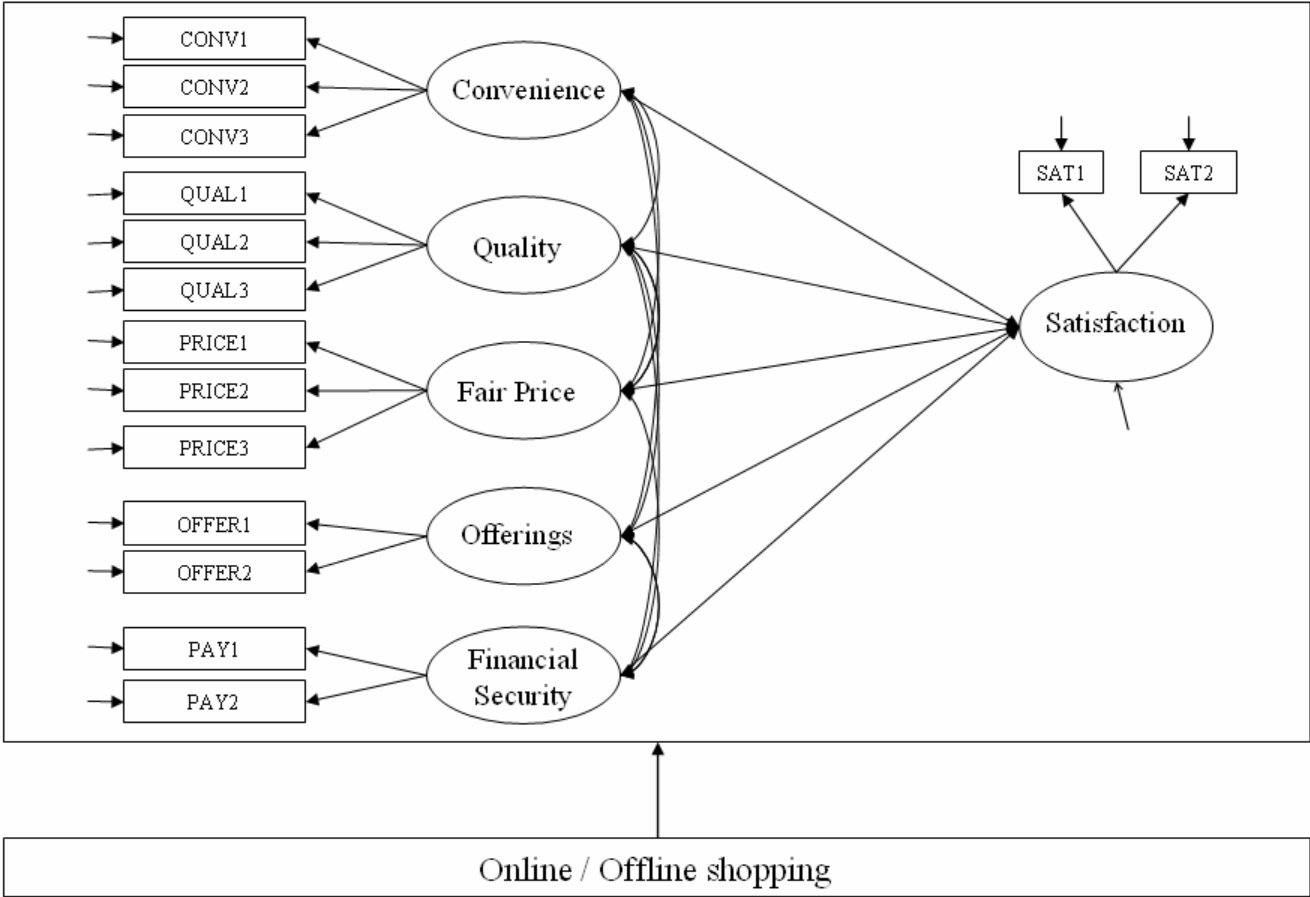 CONV1
CONV2
CONV3
QUAL1
QUAL2
QUAL3
PRICE1
PRICE2
PRICE3
OFFER1
OFFER2
PAY1
PAY2
Convenience
Quality
Fair Price
Offerings
Financial
Security
SAT1
SAT2
Satisfaction
Online / Offline shopping